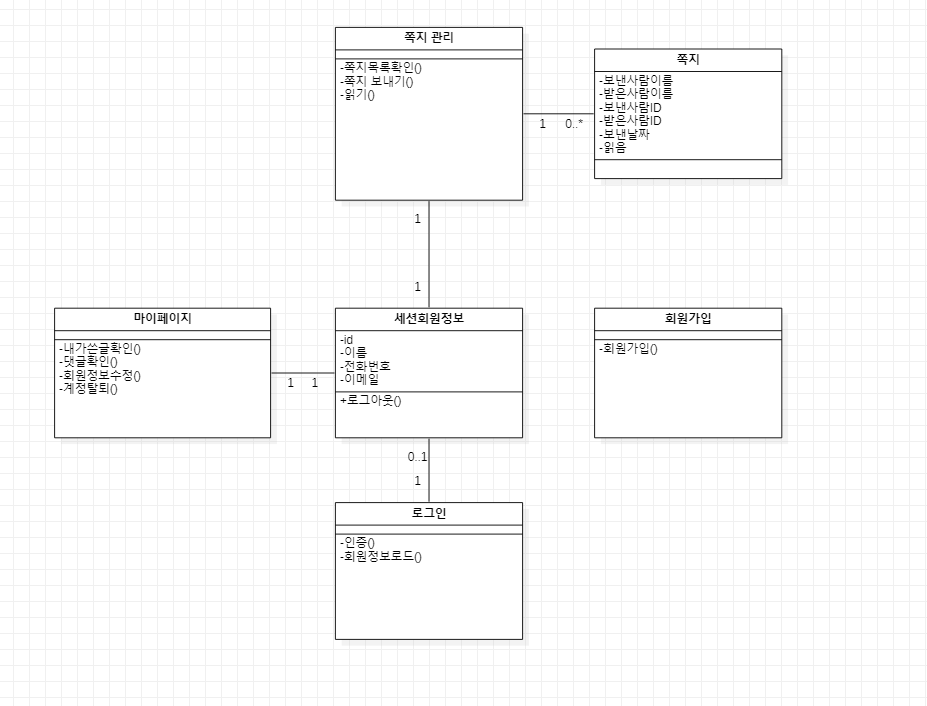 쪽지 관리
-쪽지목록확인()
-쪽지 보내기()
-읽기()
쪽지
-보낸사람이름
-받은사람이름
-보낸사람ID
-받은사람ID
-보낸날짜
-읽음
1
0..*
1
1
마이페이지
-내가쓴글확인()
-댓글확인()
-회원정보수정()
-계정탈퇴()
1
1
세션회원정보
-id
-이름
-전화번호
-이메일
+로그아웃()
회원가입
-회원가입()
0..1
1
로그인
-인증()
-회원정보로드()